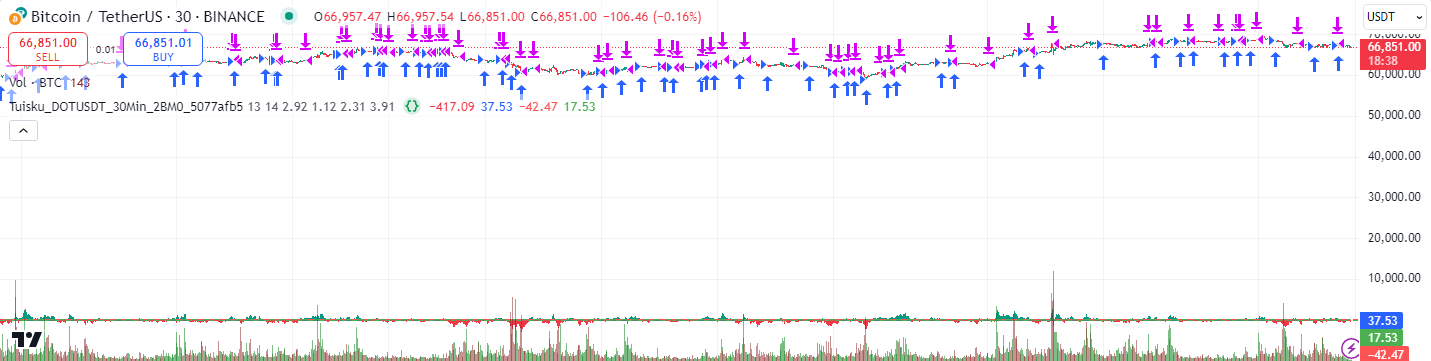 Bitcoin / TetherUS · 30 · BINANCE O66,957.47 H66,957.54 L66,851.00 C66,851.00 −106.46 (−0.16%)
USDT
66,851.00
SELL
0.01
66,851.01
BUY
70,000.00
66,851.00
18:38
60,000.00
Vol · BTC 143
Tuisku_DOTUSDT_30Min_2BM0_5077afb5 13 14 2.92 1.12 2.31 3.91 −417.09 37.53 −42.47 17.53
50,000.00
40,000.00
30,000.00
20,000.00
10,000.00
37.53
17.53
−42.47